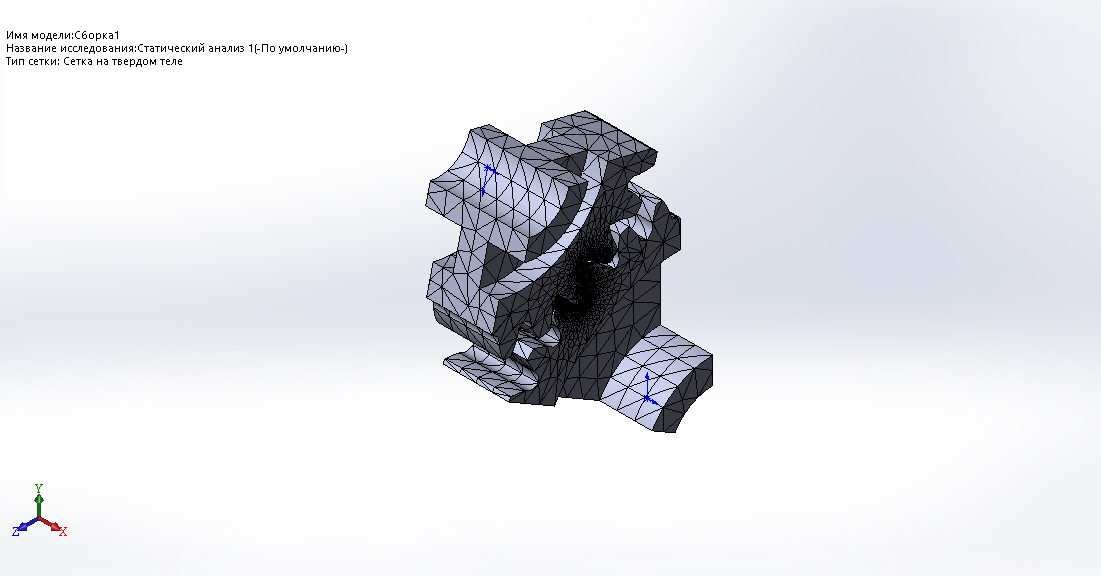 Имя модели:Сборка1
Название исследования:Статический анализ 1(-По умолчанию-)
Тип сетки: Сетка на твердом теле
Y
Z
X